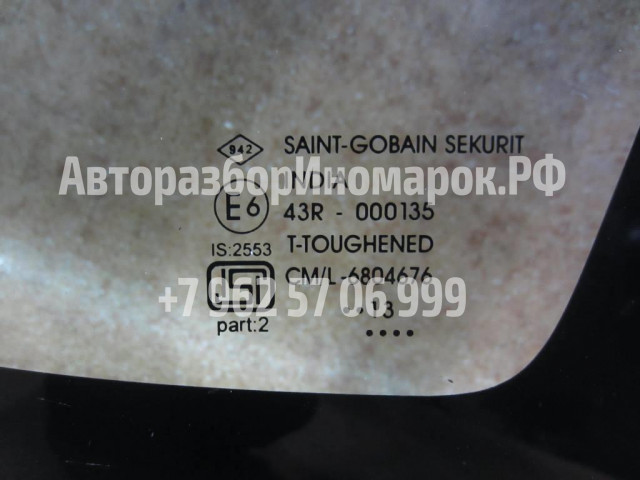 942 SAINT-GOBAIN SEKURIT
INDIA
АвторазборИномарок.РФ
E6 43R - 000135
IS:2553 T-TOUGHENED
ISI CM/L-6804676
+7 962 57 06 999
13
part:2